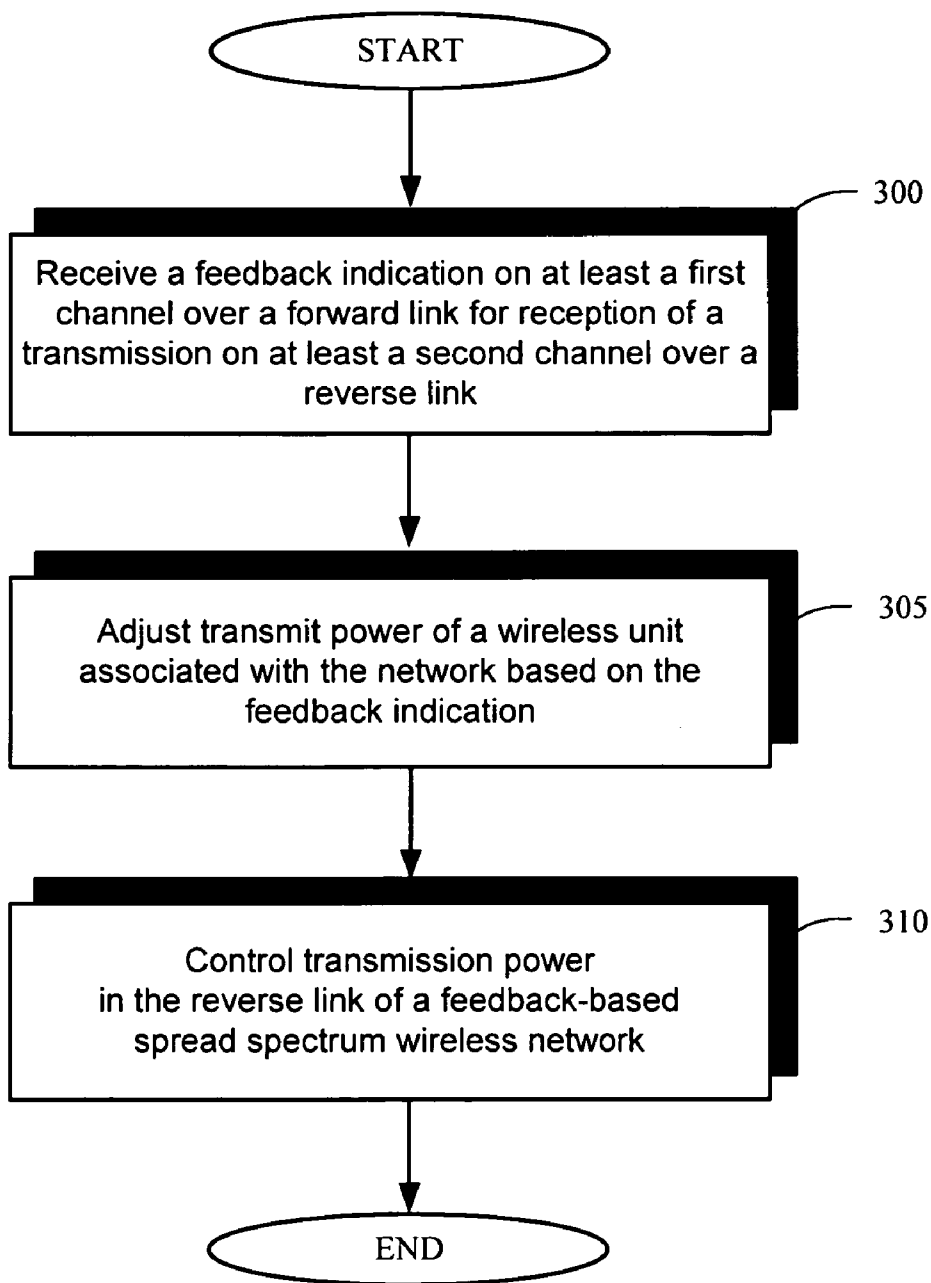 START
300
Receive a feedback indication on at least a first
channel over a forward link for reception of a
transmission on at least a second channel over a
reverse link
305
Adjust transmit power of a wireless unit
associated with the network based on the
feedback indication
310
Control transmission power
in the reverse link of a feedback-based
spread spectrum wireless network
END